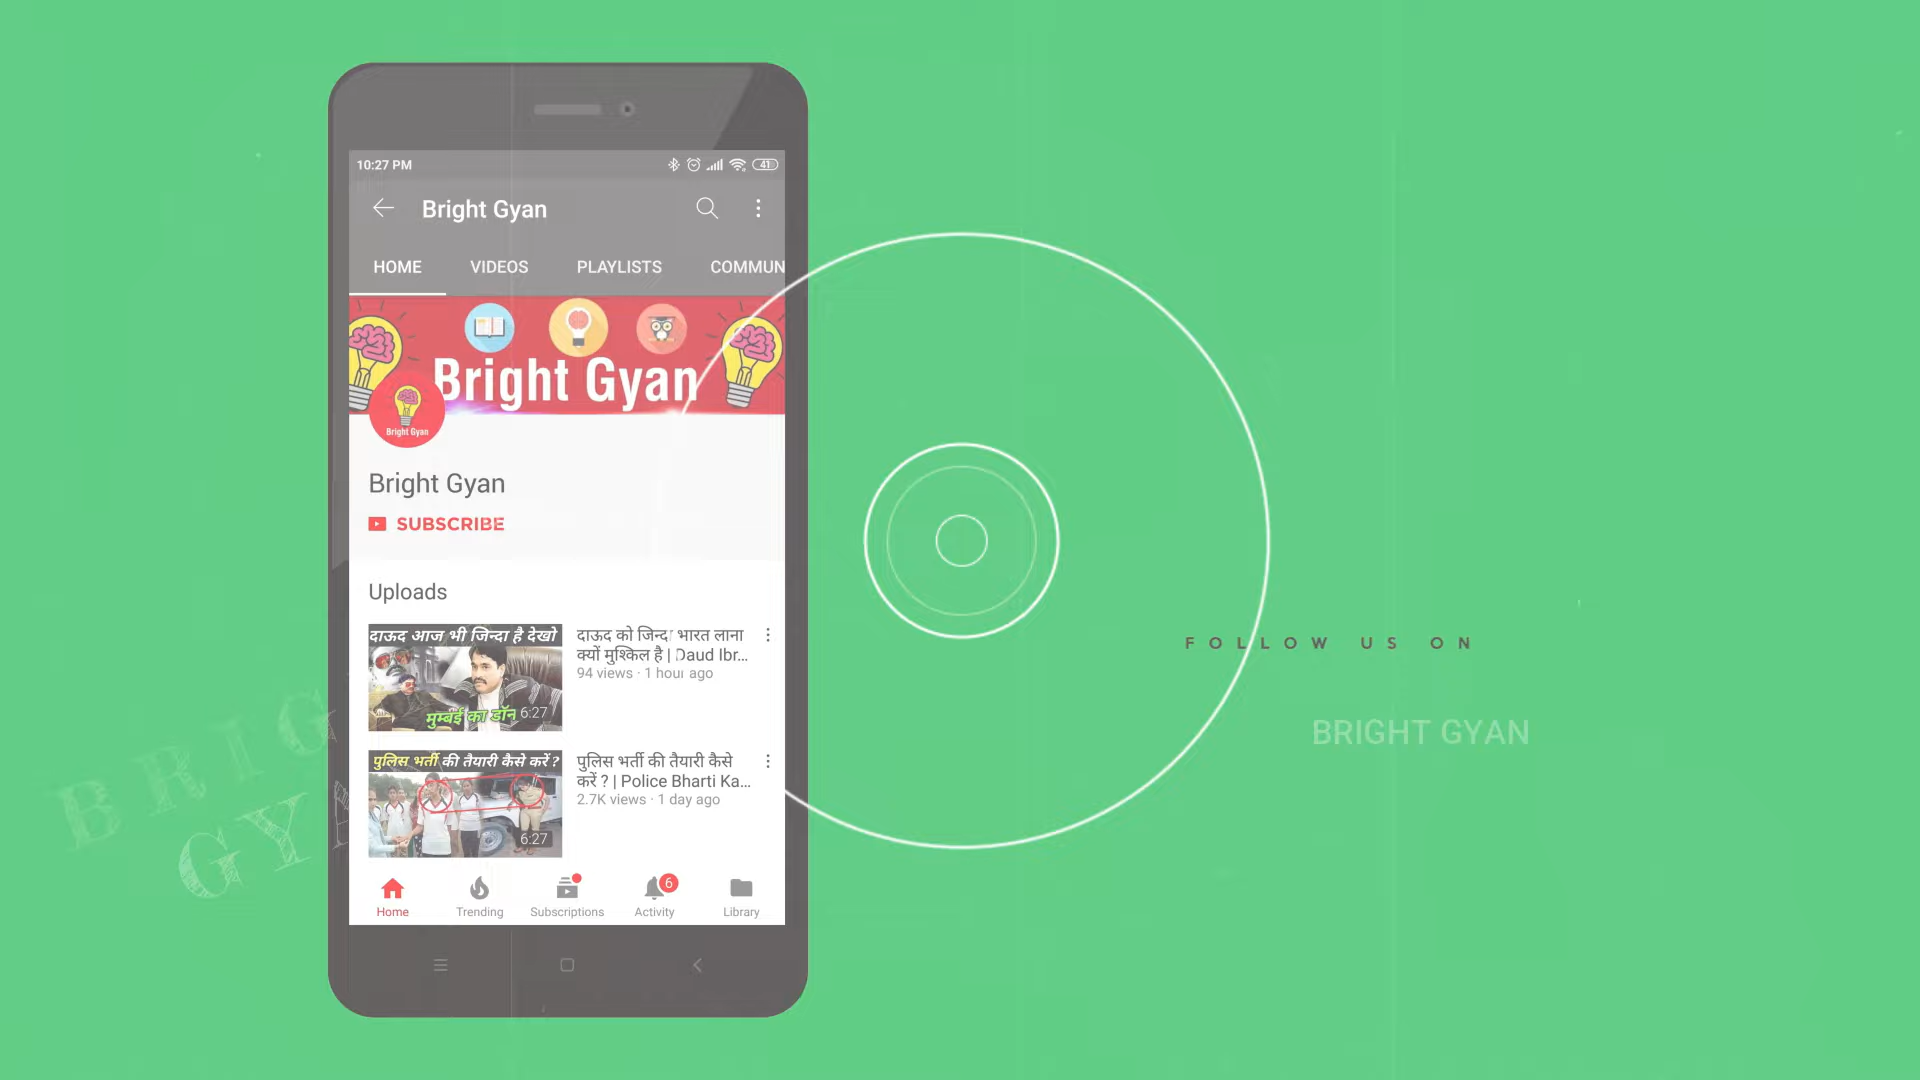 10:27 PM
41
Bright Gyan
HOME VIDEOS PLAYLISTS COMMUN
Bright Gyan
Bright Gyan
Bright Gyan
SUBSCRIBE
Uploads
दाऊद आज भी जिन्दा है देखो
मुम्बई का डॉन
6:27
दाऊद को जिन्दा भारत लाना
क्यों मुश्किल है | Daud Ibr...
94 views · 1 hour ago
पुलिस भर्ती की तैयारी कैसे करें ?
6:27
पुलिस भर्ती की तैयारी कैसे
करें ? | Police Bharti Ka...
2.7K views · 1 day ago
6
Home Trending Subscriptions Activity Library
BRIG
GYA
FOLLOW US ON
BRIGHT GYAN